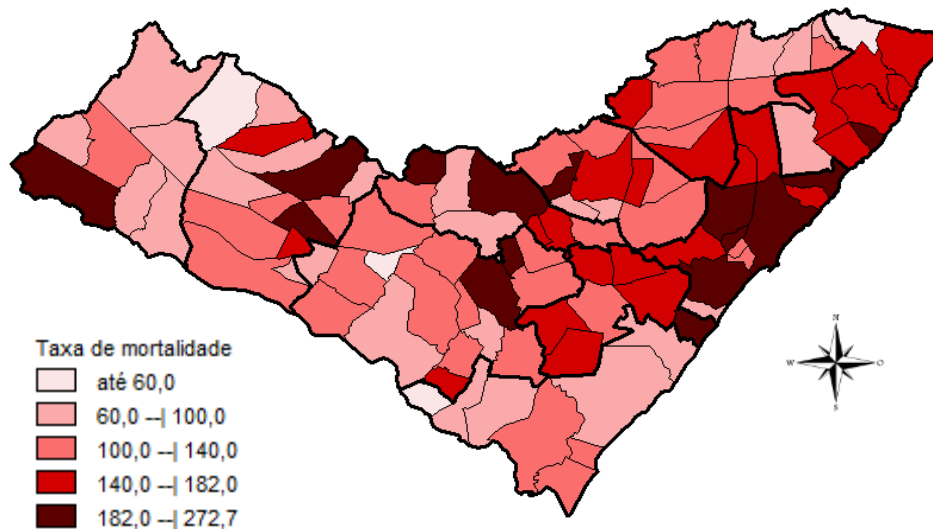 N
W
O
S
Taxa de mortalidade
até 60,0
60,0 --| 100,0
100,0 --| 140,0
140,0 --| 182,0
182,0 --| 272,7